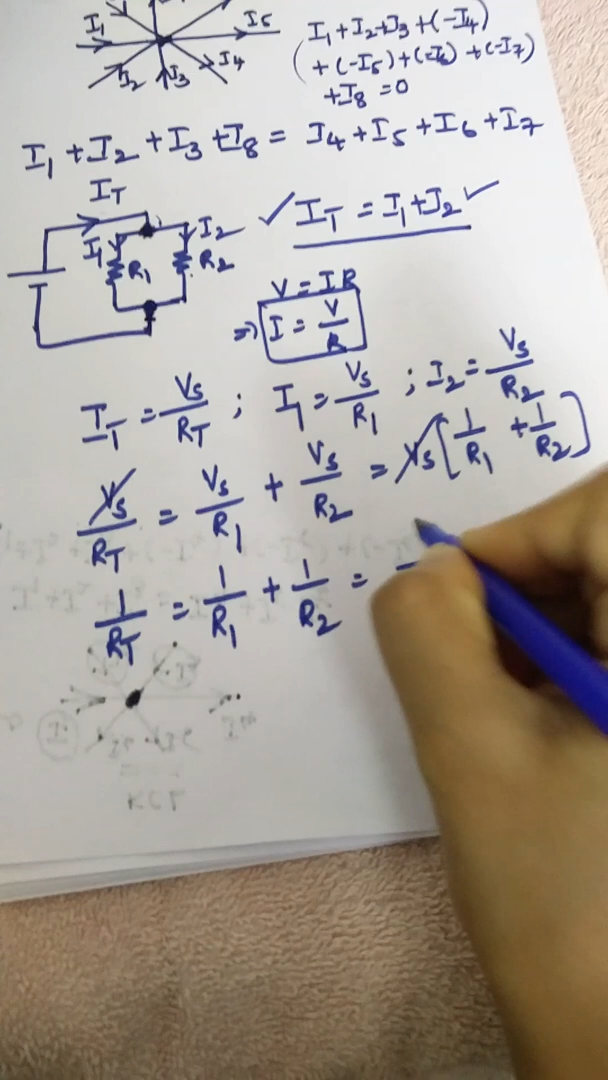 I1 I5
I2 I3 I4
I1 + I2 + I3 + (-I4)
+ (-I5) + (-I6) + (-I7)
+ I8 = 0
I1 + I2 + I3 + I8 = I4 + I5 + I6 + I7
IT
I1 R1 I2 R2
✓ IT = I1 + I2 ✓
V = IR
⇒ I = V/R
IT = Vs/RT ; I1 = Vs/R1 ; I2 = Vs/R2
Vs/RT = Vs/R1 + Vs/R2 = Vs [1/R1 + 1/R2]
1/RT = 1/R1 + 1/R2 =
KCL